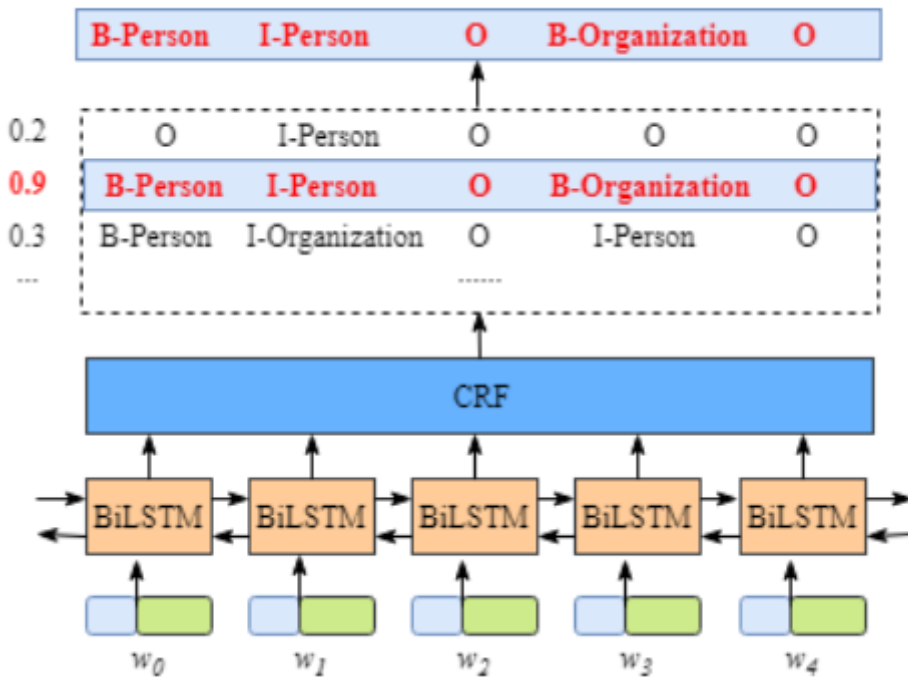 B-Person I-Person O B-Organization O
0.2 O I-Person O O O
0.9 B-Person I-Person O B-Organization O
0.3 B-Person I-Organization O I-Person O
... ......
CRF
BiLSTM BiLSTM BiLSTM BiLSTM BiLSTM
w0 w1 w2 w3 w4